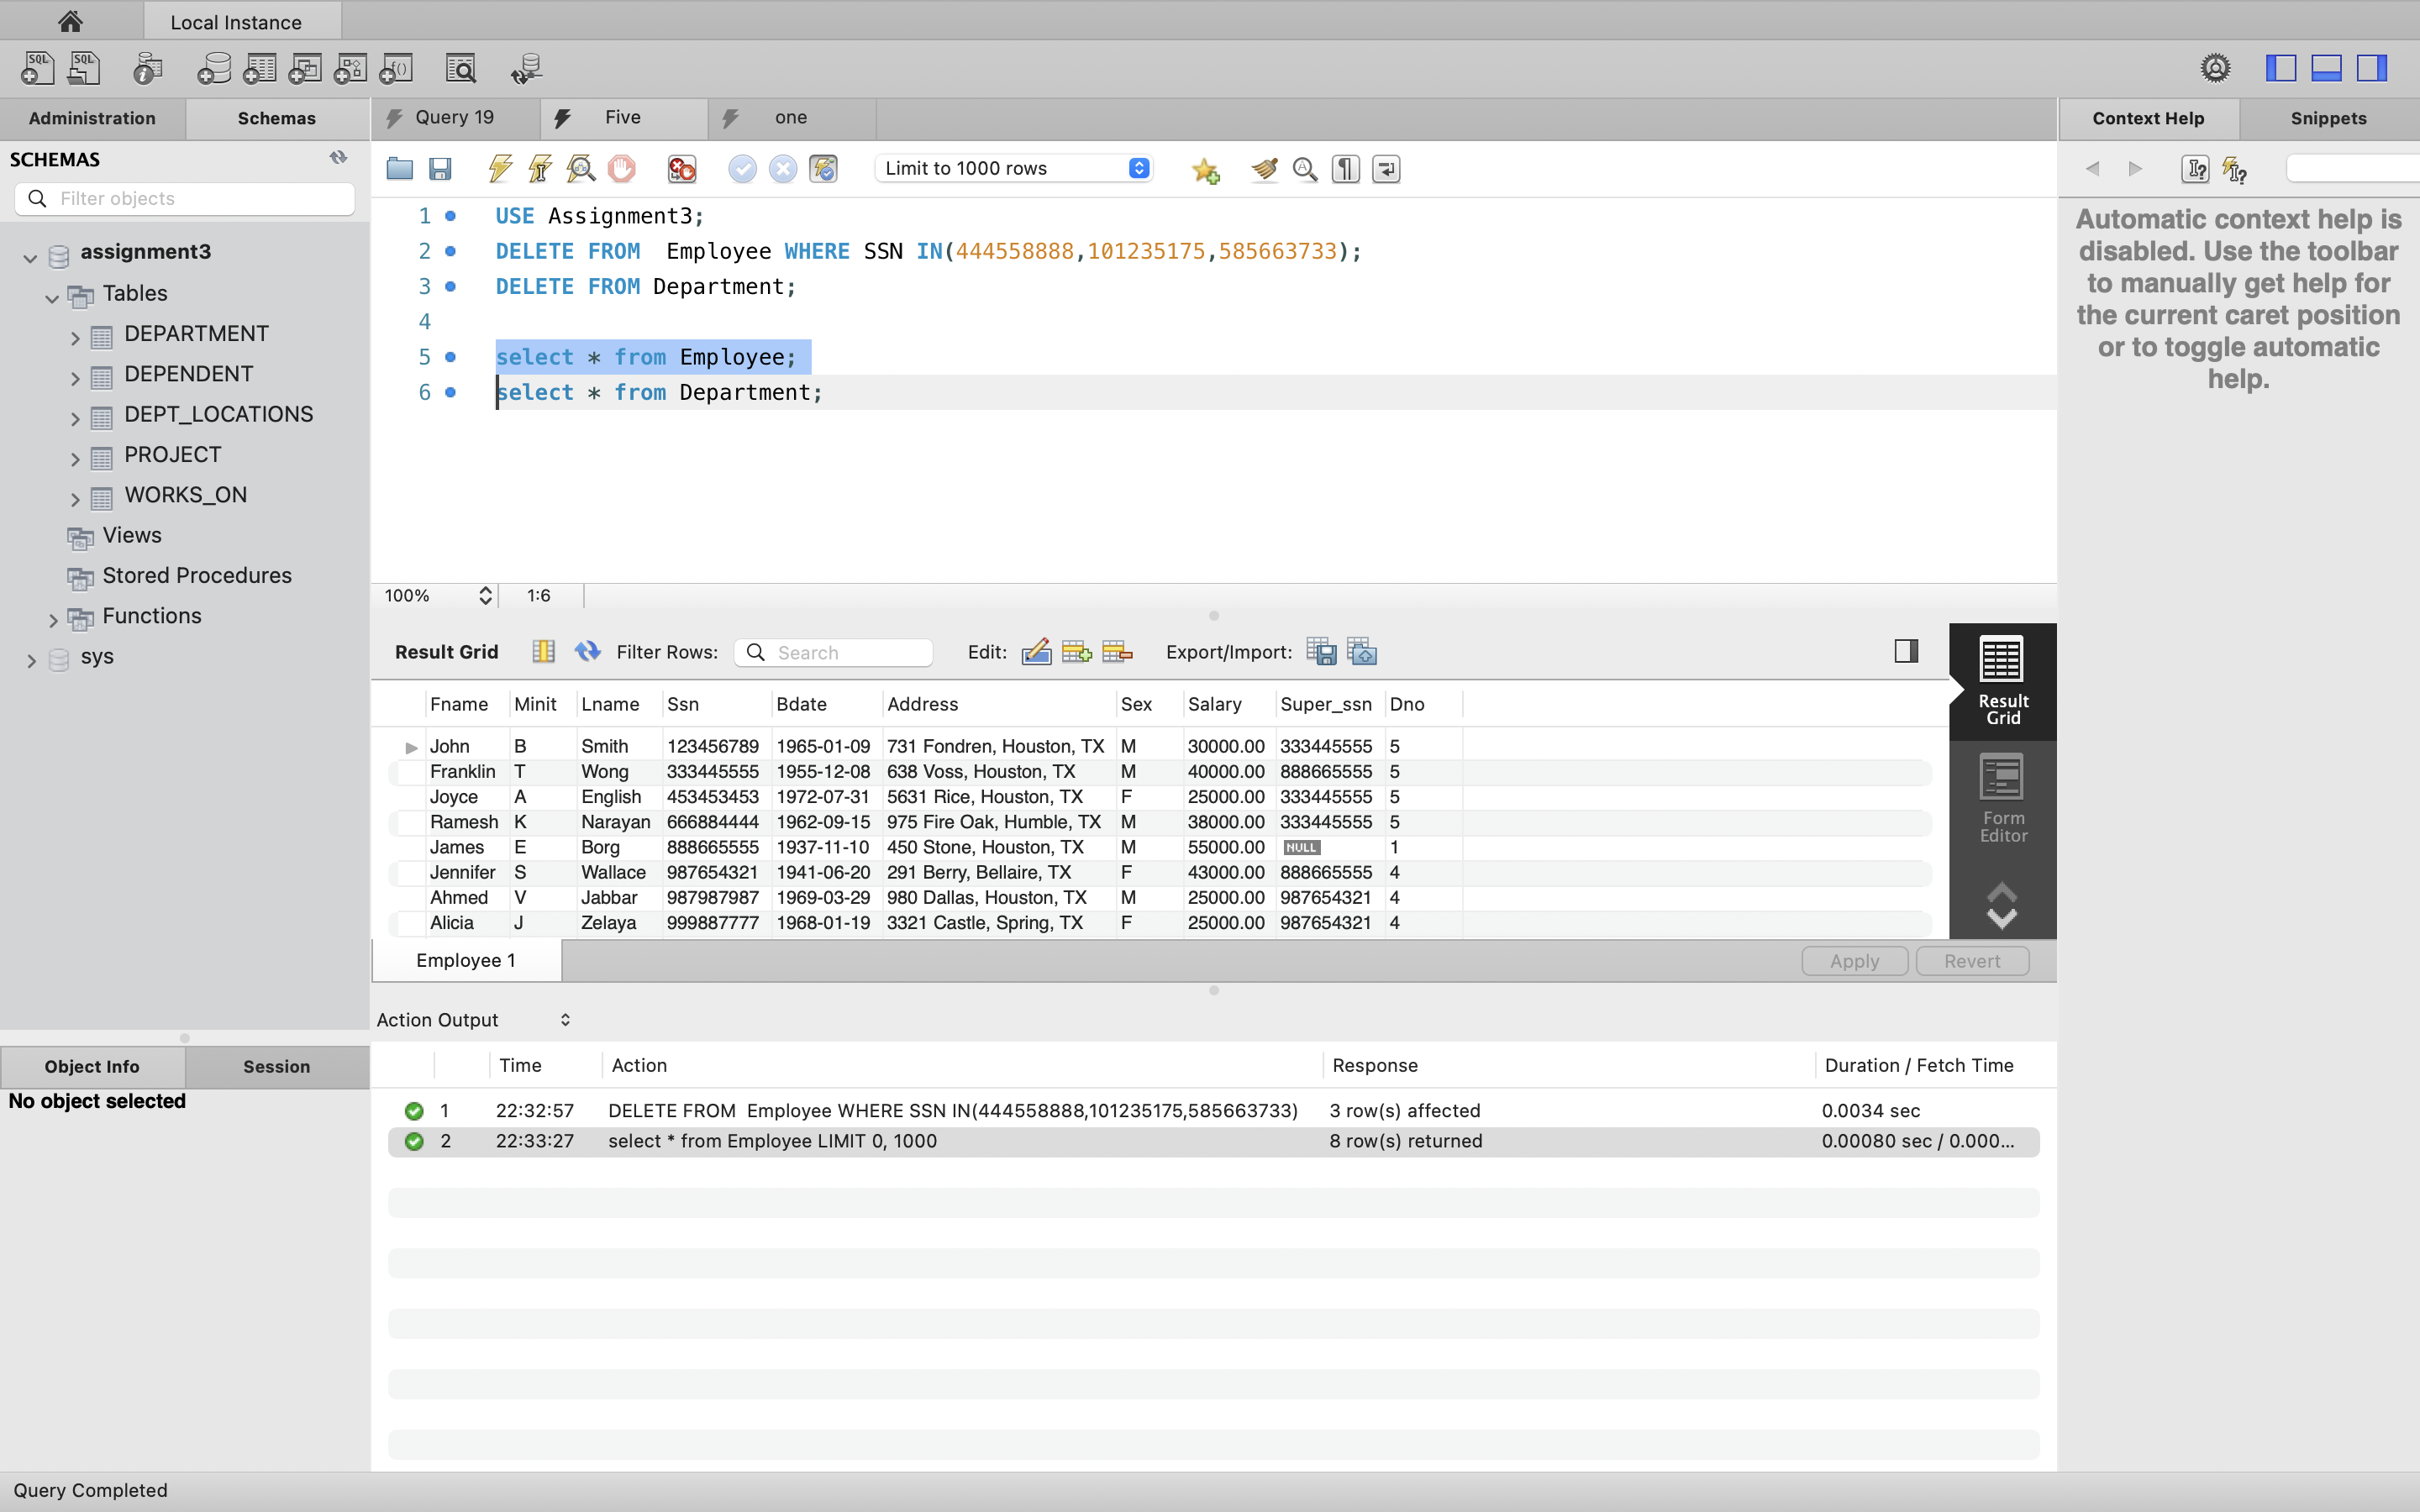 Local Instance
Administration Schemas
Query 19 Five one
Context Help Snippets
SCHEMAS
Filter objects
Limit to 1000 rows
assignment3
Tables
DEPARTMENT
DEPENDENT
DEPT_LOCATIONS
PROJECT
WORKS_ON
Views
Stored Procedures
Functions
sys
1 USE Assignment3;
2 DELETE FROM  Employee WHERE SSN IN(444558888,101235175,585663733);
3 DELETE FROM Department;
4
5 select * from Employee;
6 select * from Department;
Automatic context help is
disabled. Use the toolbar
to manually get help for
the current caret position
or to toggle automatic
help.
100% 1:6
Result Grid Filter Rows: Search Edit: Export/Import:
Fname Minit Lname Ssn Bdate Address Sex Salary Super_ssn Dno
John B Smith 123456789 1965-01-09 731 Fondren, Houston, TX M 30000.00 333445555 5
Franklin T Wong 333445555 1955-12-08 638 Voss, Houston, TX M 40000.00 888665555 5
Joyce A English 453453453 1972-07-31 5631 Rice, Houston, TX F 25000.00 333445555 5
Ramesh K Narayan 666884444 1962-09-15 975 Fire Oak, Humble, TX M 38000.00 333445555 5
James E Borg 888665555 1937-11-10 450 Stone, Houston, TX M 55000.00 NULL 1
Jennifer S Wallace 987654321 1941-06-20 291 Berry, Bellaire, TX F 43000.00 888665555 4
Ahmed V Jabbar 987987987 1969-03-29 980 Dallas, Houston, TX M 25000.00 987654321 4
Alicia J Zelaya 999887777 1968-01-19 3321 Castle, Spring, TX F 25000.00 987654321 4
Result
Grid
Form
Editor
Employee 1 Apply Revert
Action Output
Time Action Response Duration / Fetch Time
1 22:32:57 DELETE FROM  Employee WHERE SSN IN(444558888,101235175,585663733) 3 row(s) affected 0.0034 sec
2 22:33:27 select * from Employee LIMIT 0, 1000 8 row(s) returned 0.00080 sec / 0.000...
Object Info Session
No object selected
Query Completed